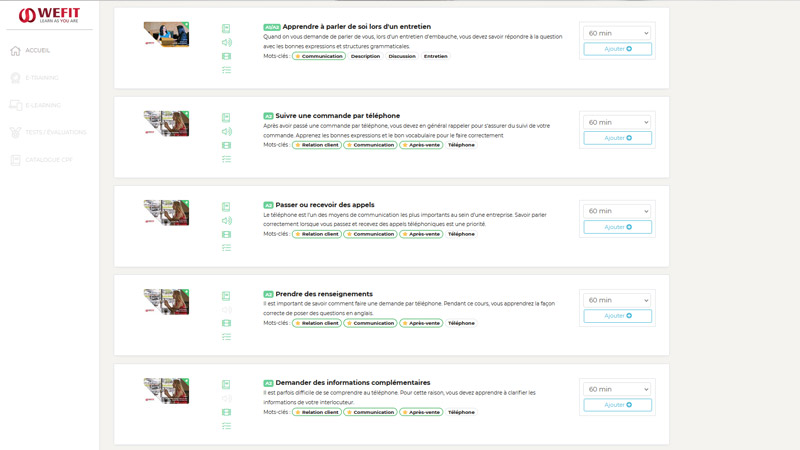 WEFIT
LEARN AS YOU ARE
ACCUEIL
E-TRAINING
E-LEARNING
TESTS / ÉVALUATIONS
A1/A2 Apprendre à parler de soi lors d'un entretien
Quand on vous demande de parler de vous, lors d'un entretien d'embauche, vous devez savoir répondre à la question
avec les bonnes expressions et structures grammaticales.
Mots-clés : Communication Description Discussion Entretien
60 min
Ajouter
A2 Suivre une commande par téléphone
Après avoir passé une commande par téléphone, vous devez en général rappeler pour s'assurer du suivi de votre
commande. Apprenez les bonnes expressions et le bon vocabulaire pour le faire correctement.
Mots-clés : Relation client Communication Après-vente Téléphone
60 min
Ajouter
A2 Passer ou recevoir des appels
Le téléphone est l'un des moyens de communication les plus importants au sein d'une entreprise. Savoir parler
correctement lorsque vous passez et recevez des appels téléphoniques est une priorité.
Mots-clés : Relation client Communication Après-vente Téléphone
60 min
Ajouter
A2 Prendre des renseignements
Il est important de savoir comment faire une demande par téléphone. Pendant ce cours, vous apprendrez la façon
correcte de poser des questions en anglais.
Mots-clés : Relation client Communication Après-vente Téléphone
60 min
Ajouter
A2 Demander des informations complémentaires
Il est parfois difficile de se comprendre au téléphone. Pour cette raison, vous devez apprendre à clarifier les
informations de votre interlocuteur.
Mots-clés : Relation client Communication Après-vente Téléphone
60 min
Ajouter